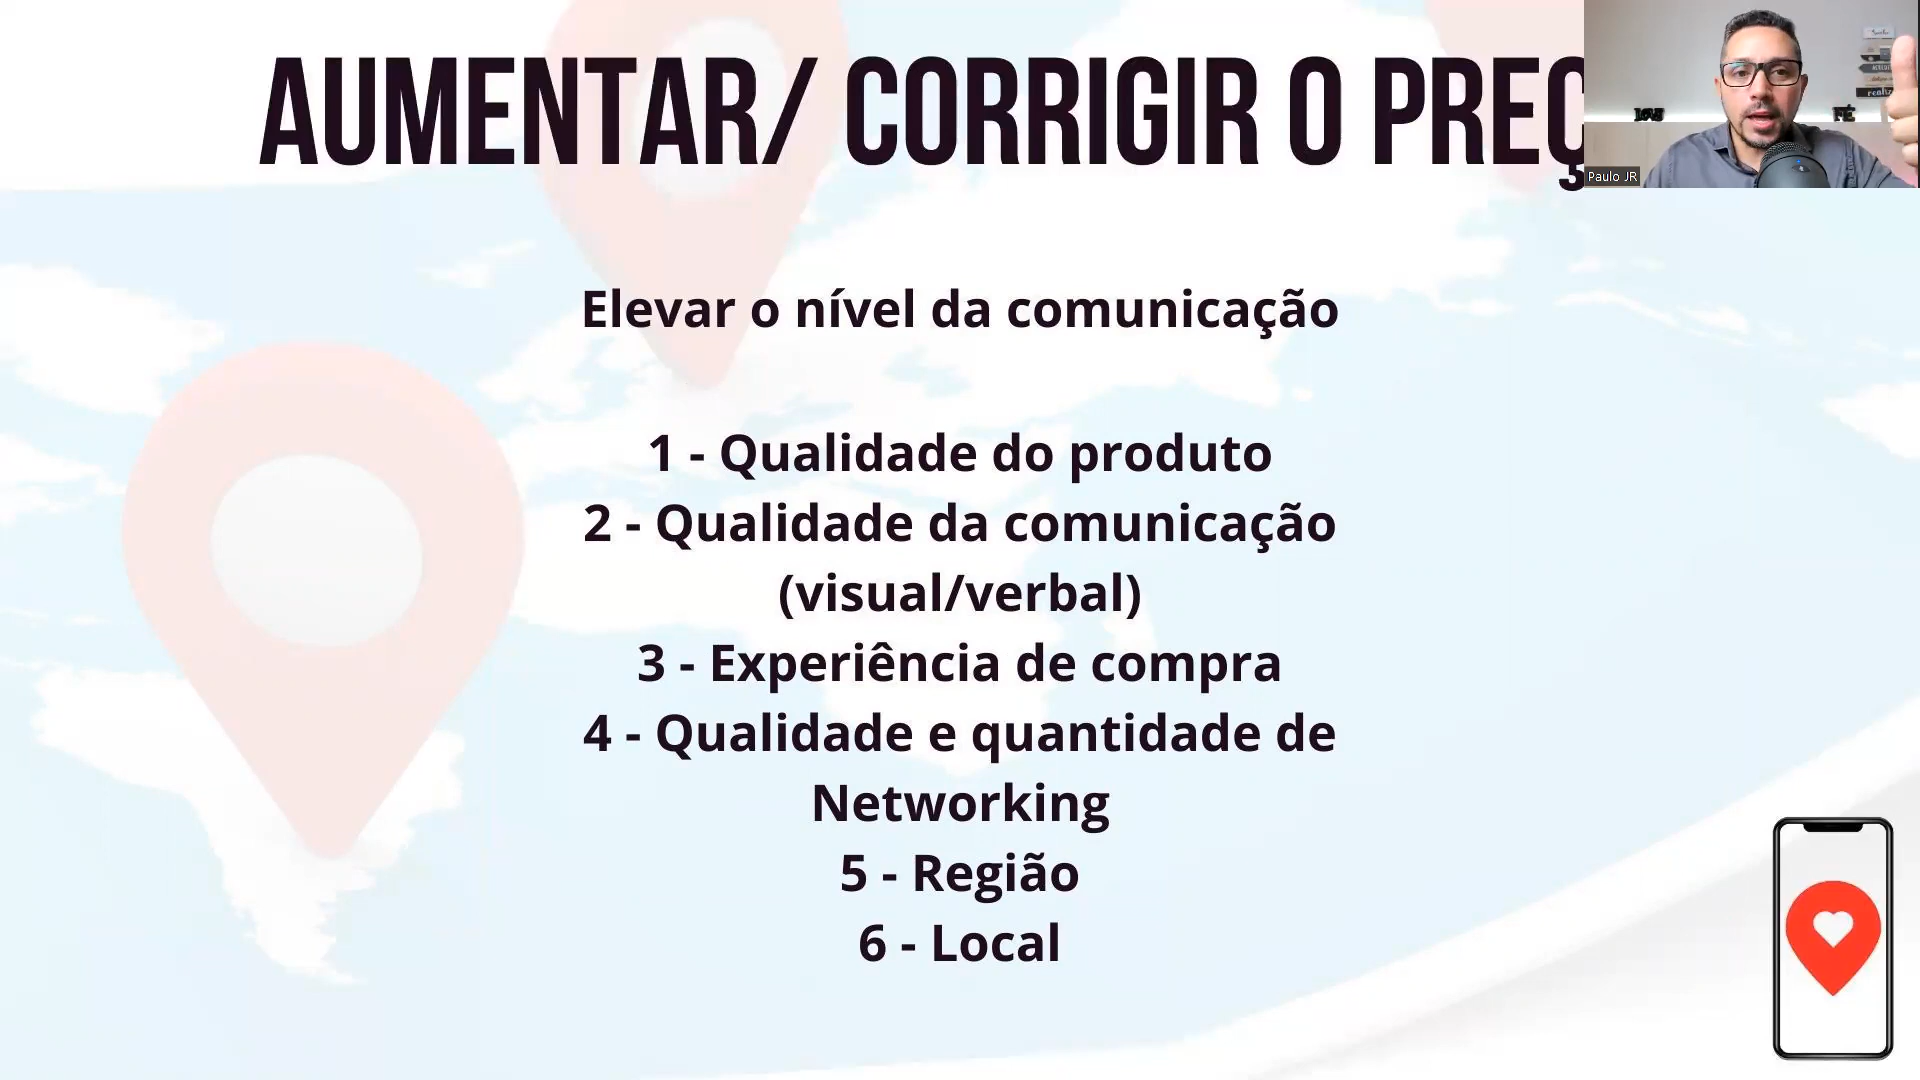 AUMENTAR/ CORRIGIR O PREÇ
Paulo JR
Elevar o nível da comunicação
1 - Qualidade do produto
2 - Qualidade da comunicação
(visual/verbal)
3 - Experiência de compra
4 - Qualidade e quantidade de
Networking
5 - Região
6 - Local